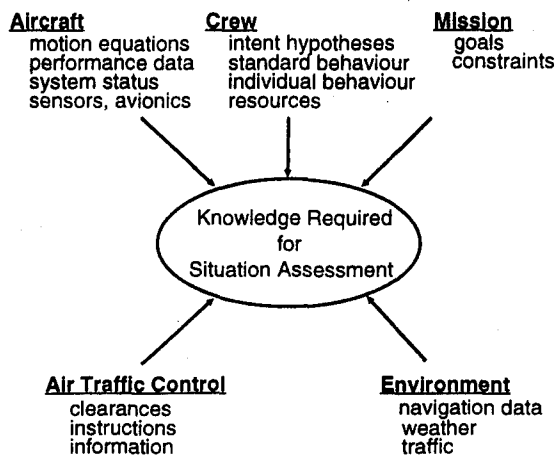 Aircraft
motion equations
performance data
system status
sensors, avionics
Crew
intent hypotheses
standard behaviour
individual behaviour
resources
Mission
goals
constraints
Knowledge Required
for
Situation Assessment
Air Traffic Control
clearances
instructions
information
Environment
navigation data
weather
traffic